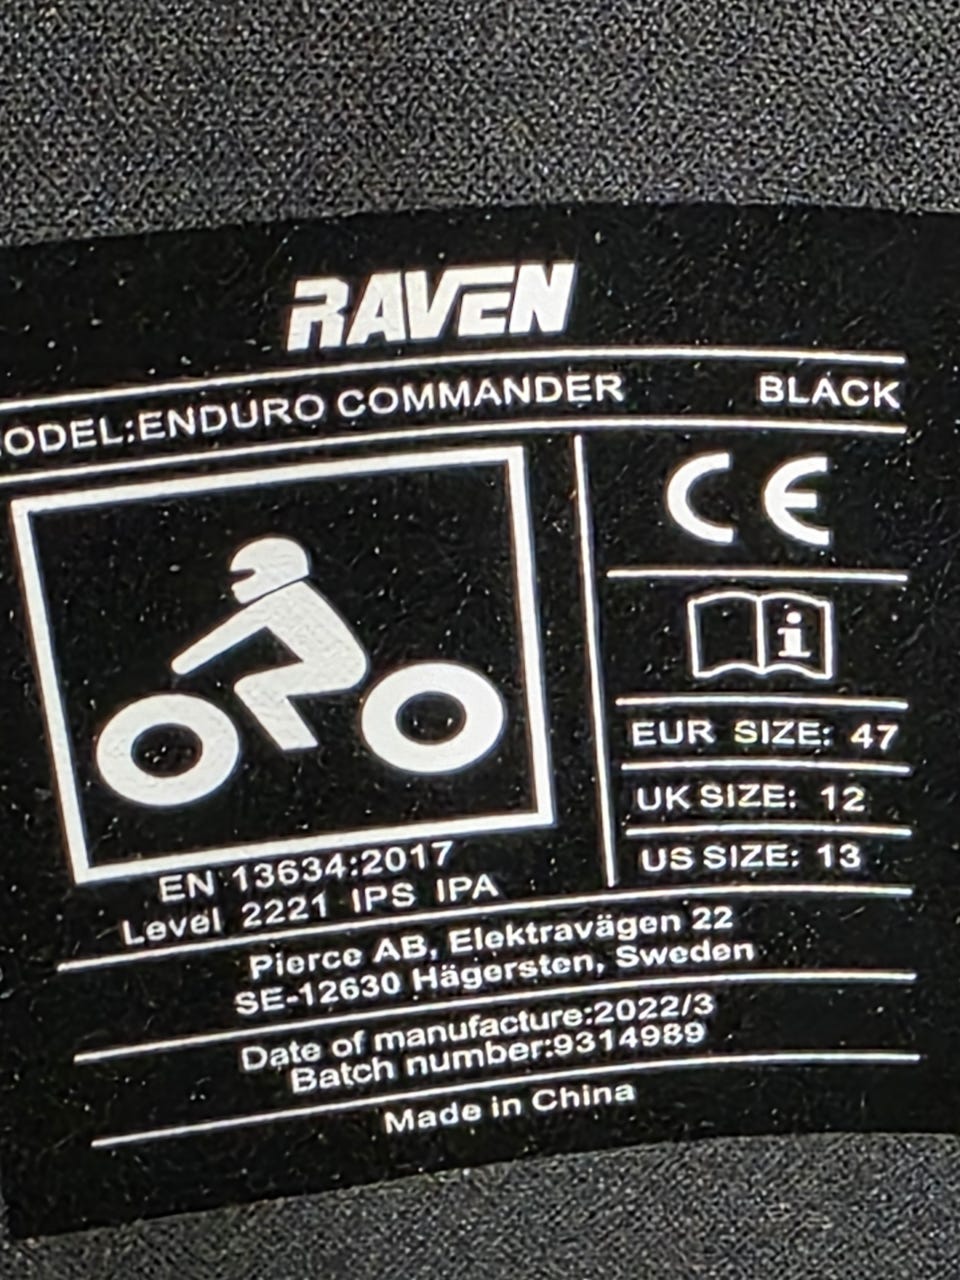 RAVEN
ODEL:ENDURO COMMANDER BLACK
CE
i
EUR SIZE: 47
UK SIZE: 12
US SIZE: 13
EN 13634:2017
Level 2221 IPS IPA
Pierce AB, Elektravägen 22
SE-12630 Hägersten, Sweden
Date of manufacture:2022/3
Batch number:9314989
Made in China